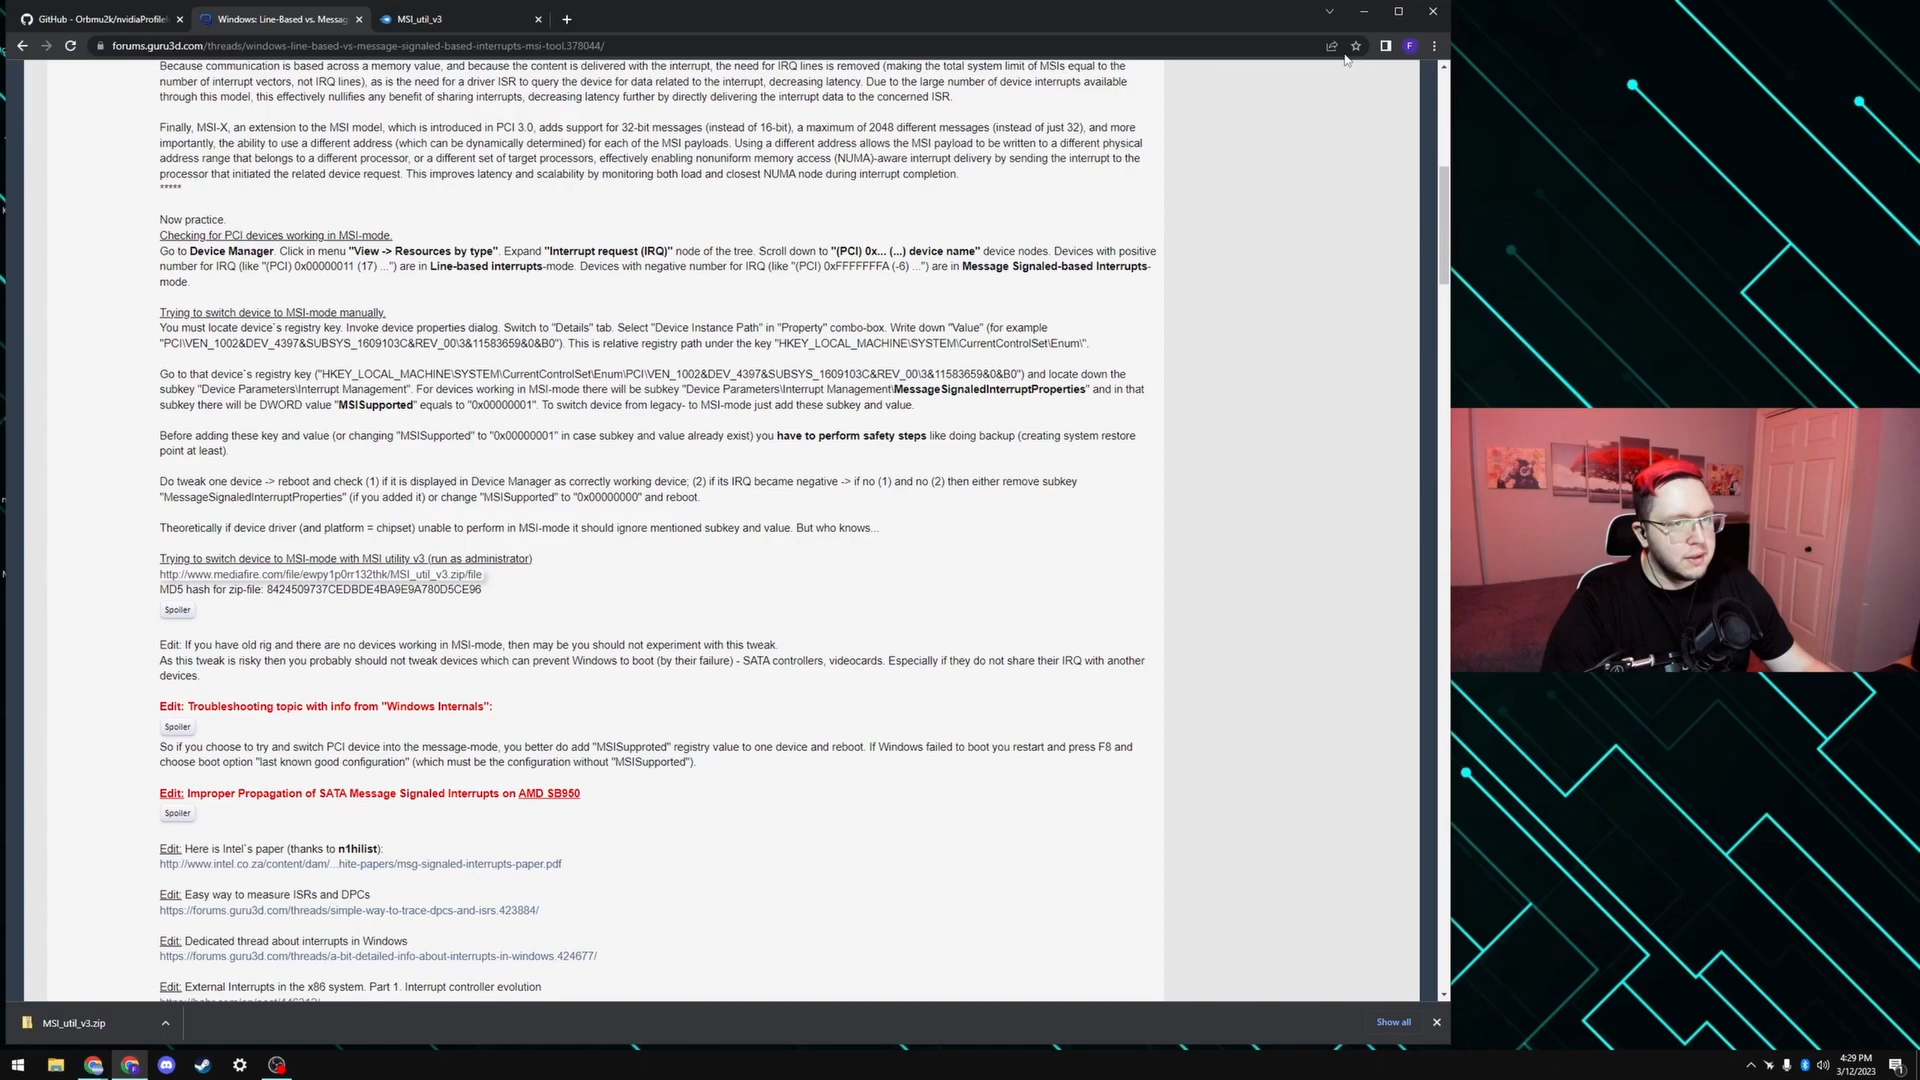 GitHub - Orbmu2k/nvidiaProfileI
Windows: Line-Based vs. Messag
MSI_util_v3
forums.guru3d.com/threads/windows-line-based-vs-message-signaled-based-interrupts-msi-tool.378044/
F
Because communication is based across a memory value, and because the content is delivered with the interrupt, the need for IRQ lines is removed (making the total system limit of MSIs equal to the
number of interrupt vectors, not IRQ lines), as is the need for a driver ISR to query the device for data related to the interrupt, decreasing latency. Due to the large number of device interrupts available
through this model, this effectively nullifies any benefit of sharing interrupts, decreasing latency further by directly delivering the interrupt data to the concerned ISR.
Finally, MSI-X, an extension to the MSI model, which is introduced in PCI 3.0, adds support for 32-bit messages (instead of 16-bit), a maximum of 2048 different messages (instead of just 32), and more
importantly, the ability to use a different address (which can be dynamically determined) for each of the MSI payloads. Using a different address allows the MSI payload to be written to a different physical
address range that belongs to a different processor, or a different set of target processors, effectively enabling nonuniform memory access (NUMA)-aware interrupt delivery by sending the interrupt to the
processor that initiated the related device request. This improves latency and scalability by monitoring both load and closest NUMA node during interrupt completion.
*****
Now practice.
Checking for PCI devices working in MSI-mode.
Go to Device Manager. Click in menu "View -> Resources by type". Expand "Interrupt request (IRQ)" node of the tree. Scroll down to "(PCI) 0x... (...) device name" device nodes. Devices with positive
number for IRQ (like "(PCI) 0x00000011 (17) ...") are in Line-based interrupts-mode. Devices with negative number for IRQ (like "(PCI) 0xFFFFFFFA (-6) ...") are in Message Signaled-based Interrupts-
mode.
Trying to switch device to MSI-mode manually.
You must locate device`s registry key. Invoke device properties dialog. Switch to "Details" tab. Select "Device Instance Path" in "Property" combo-box. Write down "Value" (for example
"PCI\VEN_1002&DEV_4397&SUBSYS_1609103C&REV_00\3&11583659&0&B0"). This is relative registry path under the key "HKEY_LOCAL_MACHINE\SYSTEM\CurrentControlSet\Enum\".
Go to that device`s registry key ("HKEY_LOCAL_MACHINE\SYSTEM\CurrentControlSet\Enum\PCI\VEN_1002&DEV_4397&SUBSYS_1609103C&REV_00\3&11583659&0&B0") and locate down the
subkey "Device Parameters\Interrupt Management". For devices working in MSI-mode there will be subkey "Device Parameters\Interrupt Management\MessageSignaledInterruptProperties" and in that
subkey there will be DWORD value "MSISupported" equals to "0x00000001". To switch device from legacy- to MSI-mode just add these subkey and value.
Before adding these key and value (or changing "MSISupported" to "0x00000001" in case subkey and value already exist) you have to perform safety steps like doing backup (creating system restore
point at least).
Do tweak one device -> reboot and check (1) if it is displayed in Device Manager as correctly working device; (2) if its IRQ became negative -> if no (1) and no (2) then either remove subkey
"MessageSignaledInterruptProperties" (if you added it) or change "MSISupported" to "0x00000000" and reboot.
Theoretically if device driver (and platform = chipset) unable to perform in MSI-mode it should ignore mentioned subkey and value. But who knows...
Trying to switch device to MSI-mode with MSI utility v3 (run as administrator)
http://www.mediafire.com/file/ewpy1p0rr132thk/MSI_util_v3.zip/file
MD5 hash for zip-file: 8424509737CEDBDE4BA9E9A780D5CE96
Spoiler
Edit: If you have old rig and there are no devices working in MSI-mode, then may be you should not experiment with this tweak.
As this tweak is risky then you probably should not tweak devices which can prevent Windows to boot (by their failure) - SATA controllers, videocards. Especially if they do not share their IRQ with another
devices.
Edit: Troubleshooting topic with info from "Windows Internals":
Spoiler
So if you choose to try and switch PCI device into the message-mode, you better do add "MSISupproted" registry value to one device and reboot. If Windows failed to boot you restart and press F8 and
choose boot option "last known good configuration" (which must be the configuration without "MSISupported").
Edit: Improper Propagation of SATA Message Signaled Interrupts on AMD SB950
Spoiler
Edit: Here is Intel`s paper (thanks to n1hilist):
http://www.intel.co.za/content/dam/...hite-papers/msg-signaled-interrupts-paper.pdf
Edit: Easy way to measure ISRs and DPCs
https://forums.guru3d.com/threads/simple-way-to-trace-dpcs-and-isrs.423884/
Edit: Dedicated thread about interrupts in Windows
https://forums.guru3d.com/threads/a-bit-detailed-info-about-interrupts-in-windows.424677/
Edit: External Interrupts in the x86 system. Part 1. Interrupt controller evolution
MSI_util_v3.zip
Show all
4:29 PM
3/12/2023